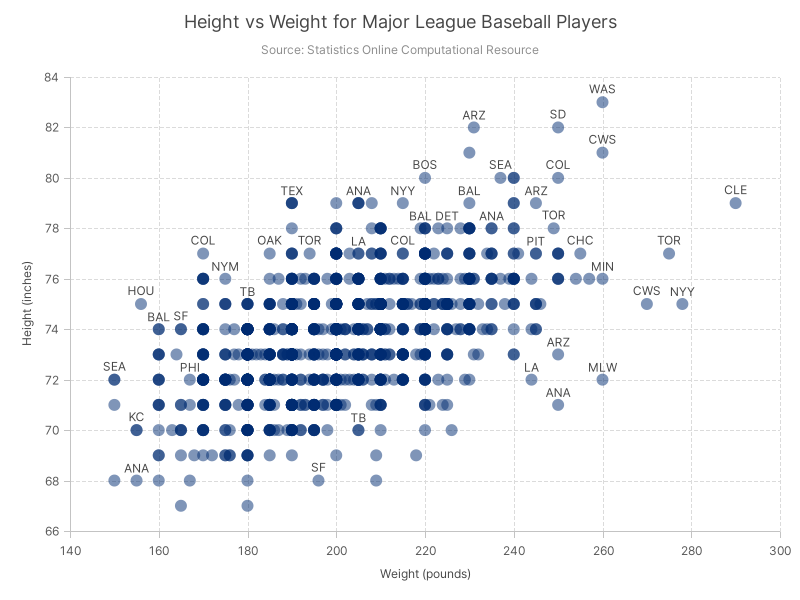 Height vs Weight for Major League Baseball Players
Source: Statistics Online Computational Resource
84
WAS
ARZ
SD
82
CWS
BOS
SEA
COL
80
TEX
ANA
NYY
BAL
ARZ
CLE
BAL
DET
ANA
TOR
78
COL
OAK
TOR
LA
COL
PIT
CHC
TOR
NYM
MIN
76
HOU
TB
CWS
NYY
BAL
SF
74
ARZ
SEA
PHI
LA
MLW
72
ANA
KC
TB
70
ANA
SF
68
66
140
160
180
200
220
240
260
280
300
Height (inches)
Weight (pounds)